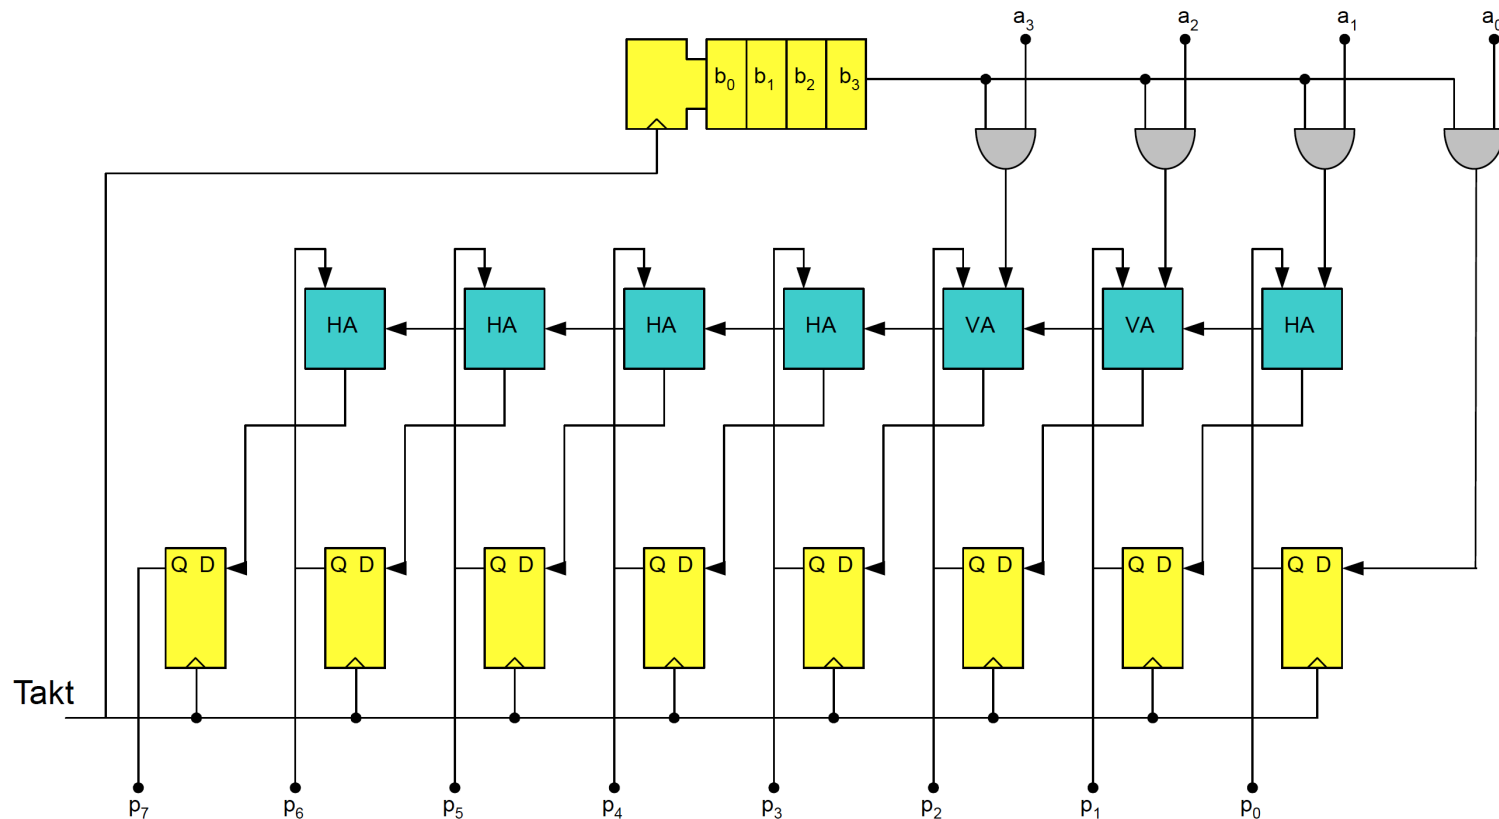 a₃ a₂ a₁ a₀
b₀ b₁ b₂ b₃
HA HA HA HA VA VA HA
Q D Q D Q D Q D Q D Q D Q D Q D
Takt
p₇ p₆ p₅ p₄ p₃ p₂ p₁ p₀